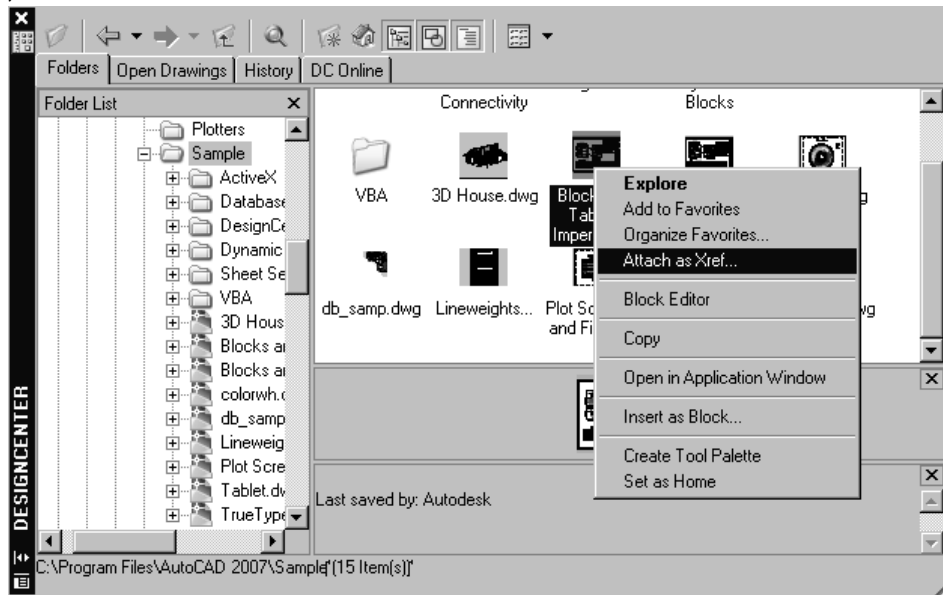 Folders
Open Drawings
History
DC Online
Folder List
Plotters
Sample
ActiveX
Database
DesignCe
Dynamic
Sheet Se
VBA
3D Hous
Blocks a
Blocks a
colorwh.
db_samp
Lineweig
Plot Scre
Tablet.d
TrueType
Connectivity
Blocks
VBA
3D House.dwg
Block
Tab
Imper
db_samp.dwg
Lineweights...
Plot Sc
and Fi
wg
Explore
Add to Favorites
Organize Favorites...
Attach as Xref...
Block Editor
Copy
Open in Application Window
Insert as Block...
Create Tool Palette
Set as Home
Last saved by: Autodesk
DESIGNCENTER
C:\Program Files\AutoCAD 2007\Sample (15 Item(s))